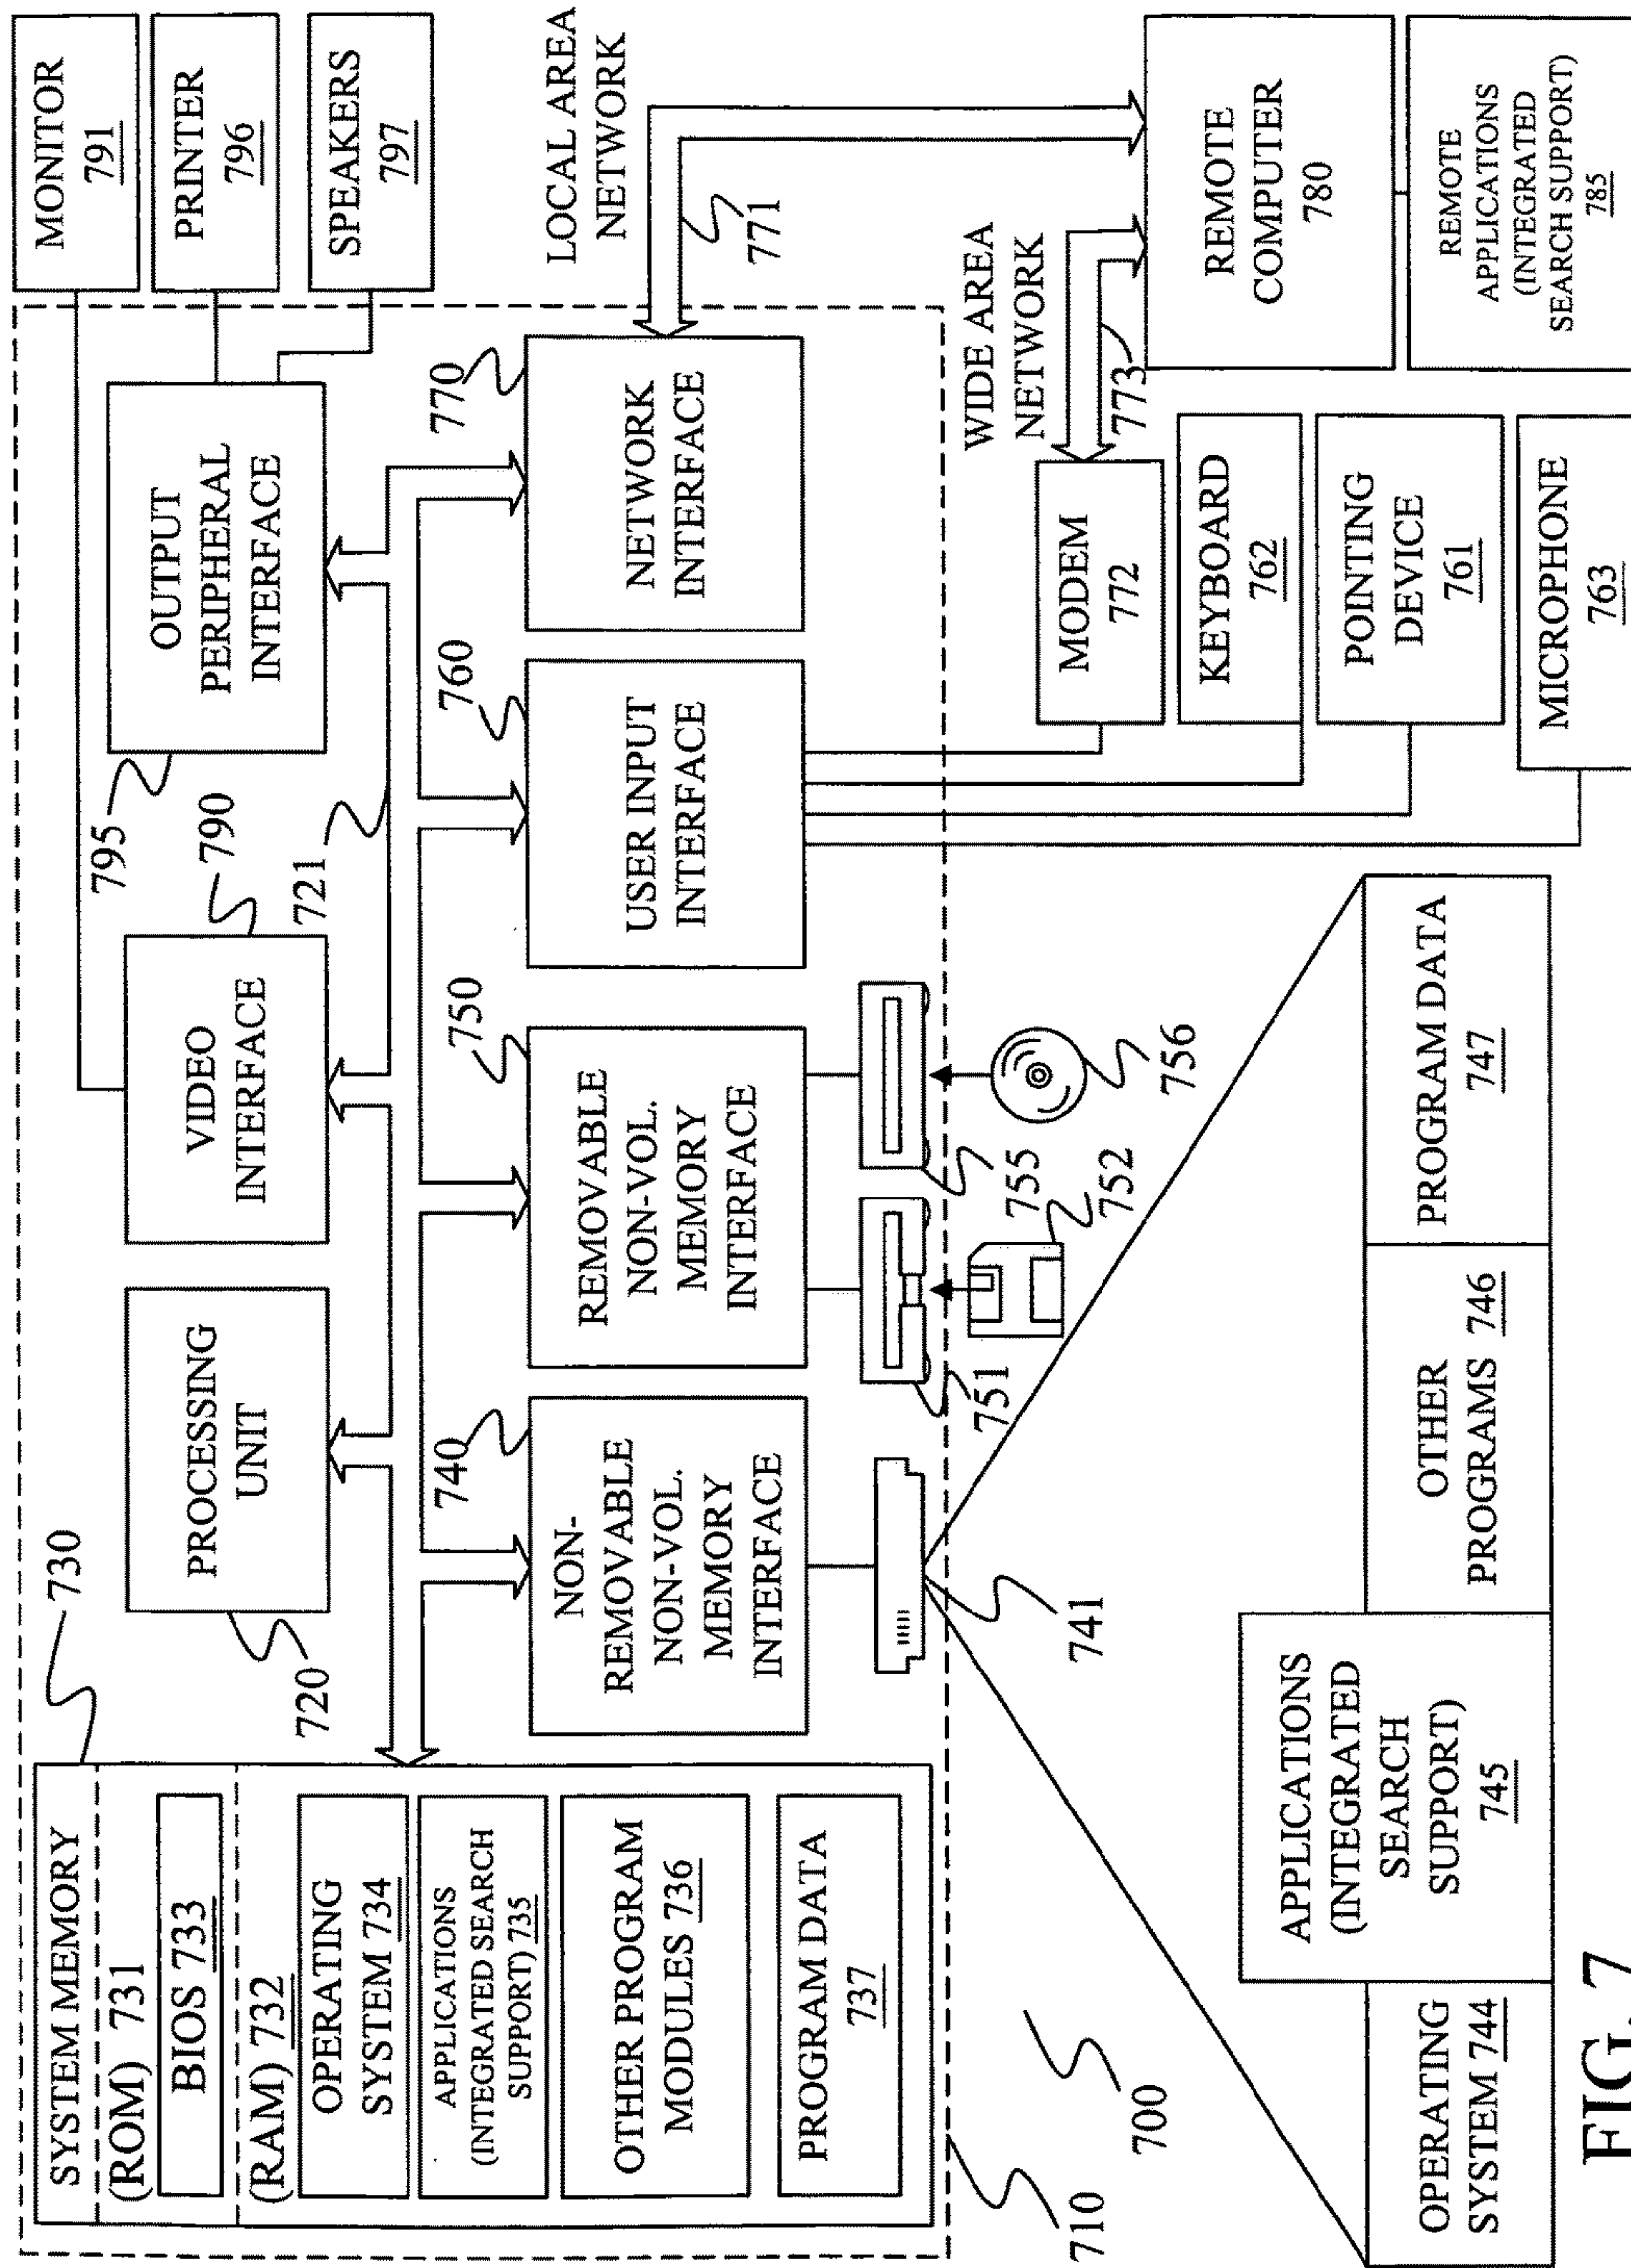 SYSTEM MEMORY
(ROM) 731
BIOS 733
(RAM) 732
OPERATING
SYSTEM 734
APPLICATIONS
(INTEGRATED SEARCH
SUPPORT) 735
OTHER PROGRAM
MODULES 736
PROGRAM DATA
737
730
720
PROCESSING
UNIT
VIDEO
INTERFACE
790
721
795
OUTPUT
PERIPHERAL
INTERFACE
MONITOR
791
PRINTER
796
SPEAKERS
797
740
NON-
REMOVABLE
NON-VOL.
MEMORY
INTERFACE
750
REMOVABLE
NON-VOL.
MEMORY
INTERFACE
760
USER INPUT
INTERFACE
770
NETWORK
INTERFACE
LOCAL AREA
NETWORK
771
741
751
752
755
756
WIDE AREA
NETWORK
773
MODEM
772
KEYBOARD
762
POINTING
DEVICE
761
MICROPHONE
763
REMOTE
COMPUTER
780
REMOTE
APPLICATIONS
(INTEGRATED
SEARCH SUPPORT)
785
710
700
OPERATING
SYSTEM 744
APPLICATIONS
(INTEGRATED
SEARCH
SUPPORT)
745
OTHER
PROGRAMS 746
PROGRAM DATA
747
FIG. 7